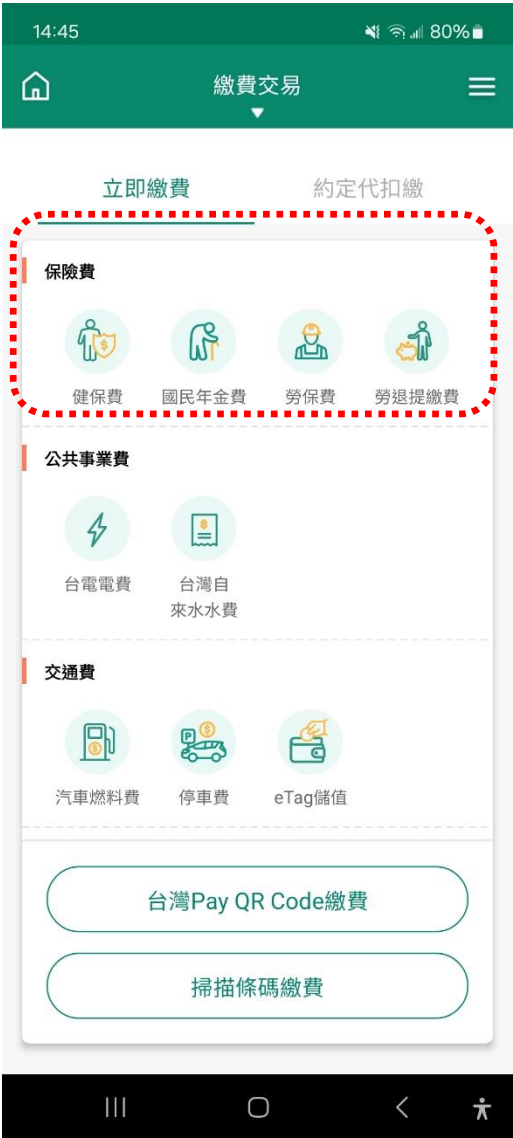 14:45 80%
繳費交易
立即繳費 約定代扣繳
保險費
健保費 國民年金費 勞保費 勞退提繳費
公共事業費
台電電費 台灣自
來水水費
交通費
P
汽車燃料費 停車費 eTag儲值
台灣Pay QR Code繳費
掃描條碼繳費